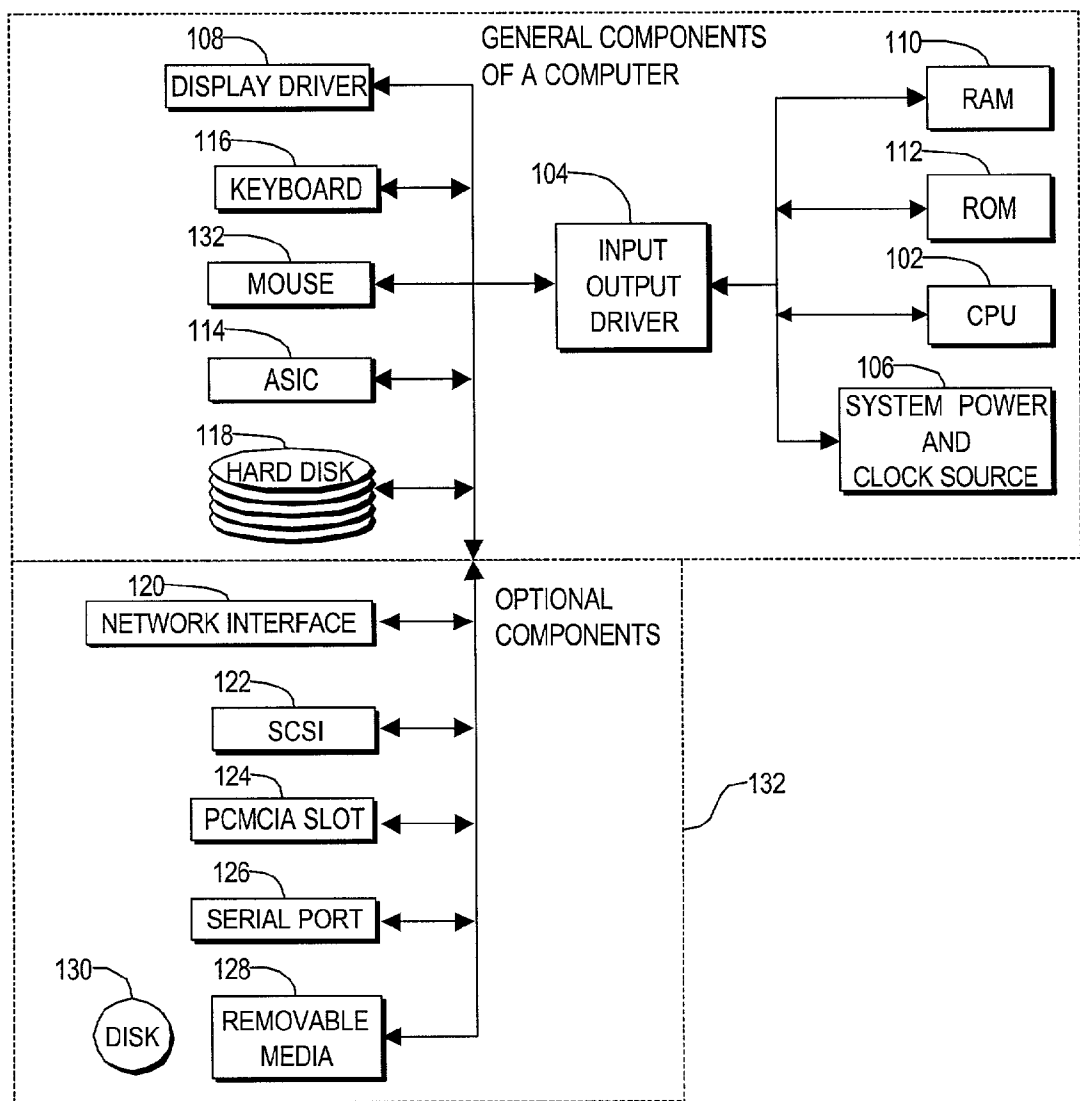 108
DISPLAY DRIVER
116
KEYBOARD
132
MOUSE
114
ASIC
118
HARD DISK
GENERAL COMPONENTS
OF A COMPUTER
104
INPUT
OUTPUT
DRIVER
110
RAM
112
ROM
102
CPU
106
SYSTEM POWER
AND
CLOCK SOURCE
120
NETWORK INTERFACE
OPTIONAL
COMPONENTS
122
SCSI
124
PCMCIA SLOT
126
SERIAL PORT
130
DISK
128
REMOVABLE
MEDIA
132